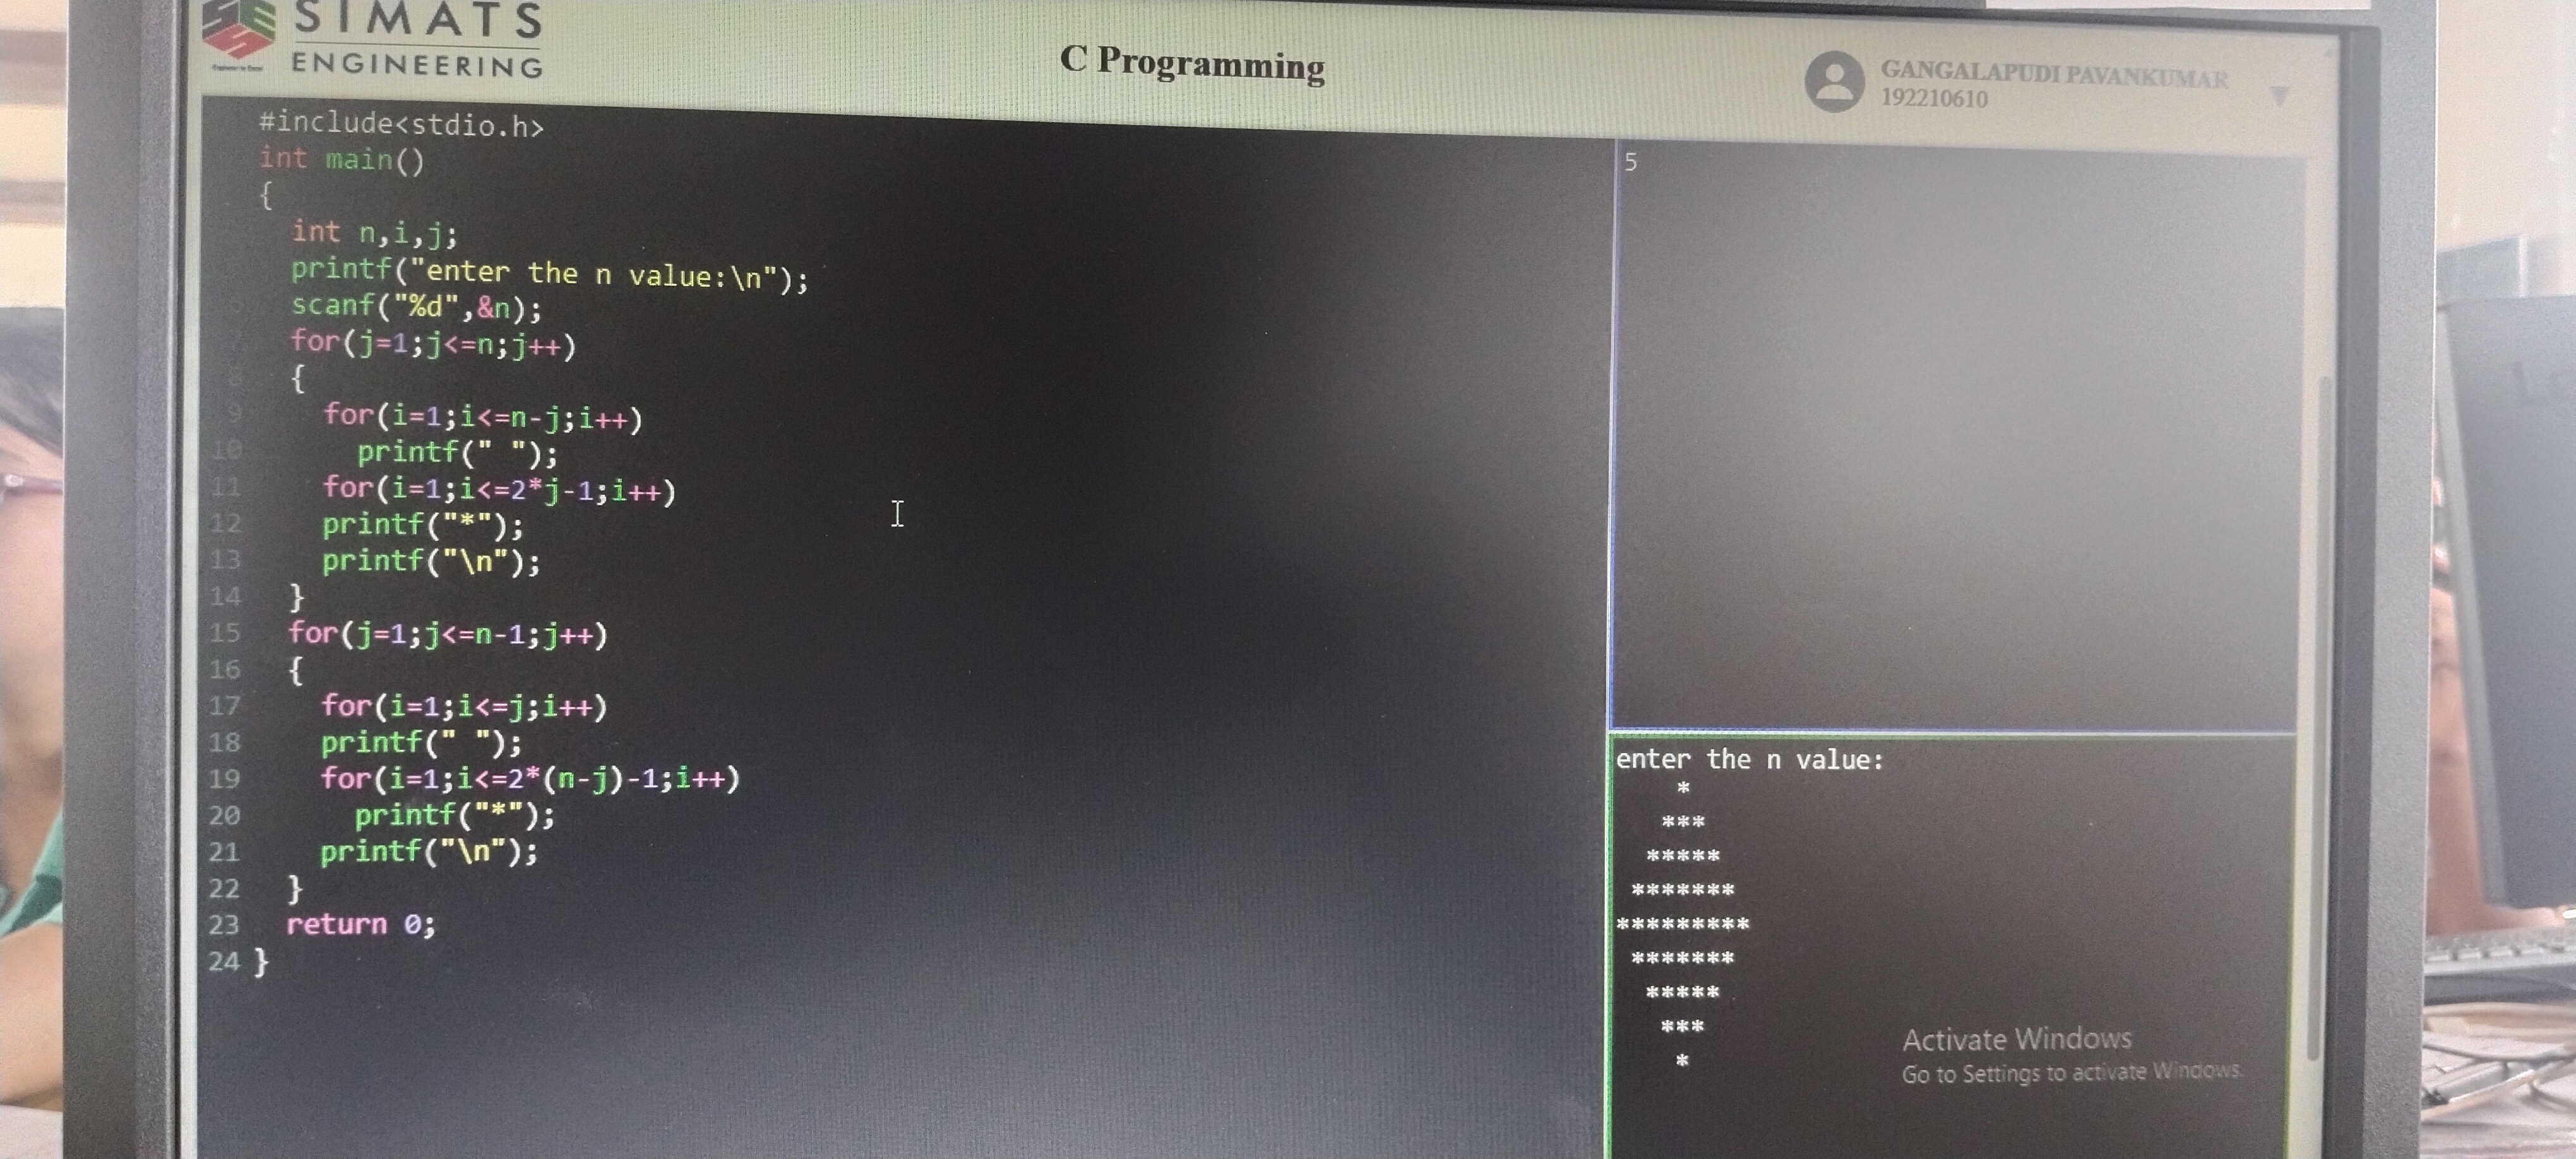 SIMATS
ENGINEERING
C Programming
GANGALAPUDI PAVANKUMAR
192210610
#include<stdio.h>
int main()
{
  int n,i,j;
  printf("enter the n value:\n");
6   scanf("%d",&n);
  for(j=1;j<=n;j++)
8   {
9     for(i=1;i<=n-j;i++)
10       printf(" ");
11     for(i=1;i<=2*j-1;i++)
12     printf("*");
13     printf("\n");
14   }
15   for(j=1;j<=n-1;j++)
16   {
17     for(i=1;i<=j;i++)
18     printf(" ");
19     for(i=1;i<=2*(n-j)-1;i++)
20       printf("*");
21     printf("\n");
22   }
23   return 0;
24 }
5
enter the n value:
    *
   ***
  *****
 *******
*********
 *******
  *****
   ***
    *
Activate Windows
Go to Settings to activate Windows.